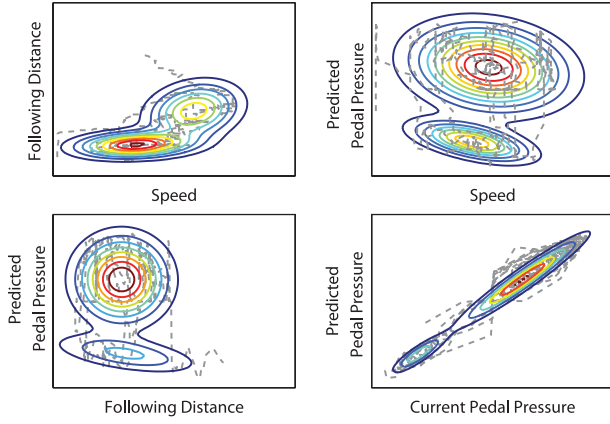 Following Distance
Speed
Predicted
Pedal Pressure
Speed
Predicted
Pedal Pressure
Following Distance
Predicted
Pedal Pressure
Current Pedal Pressure